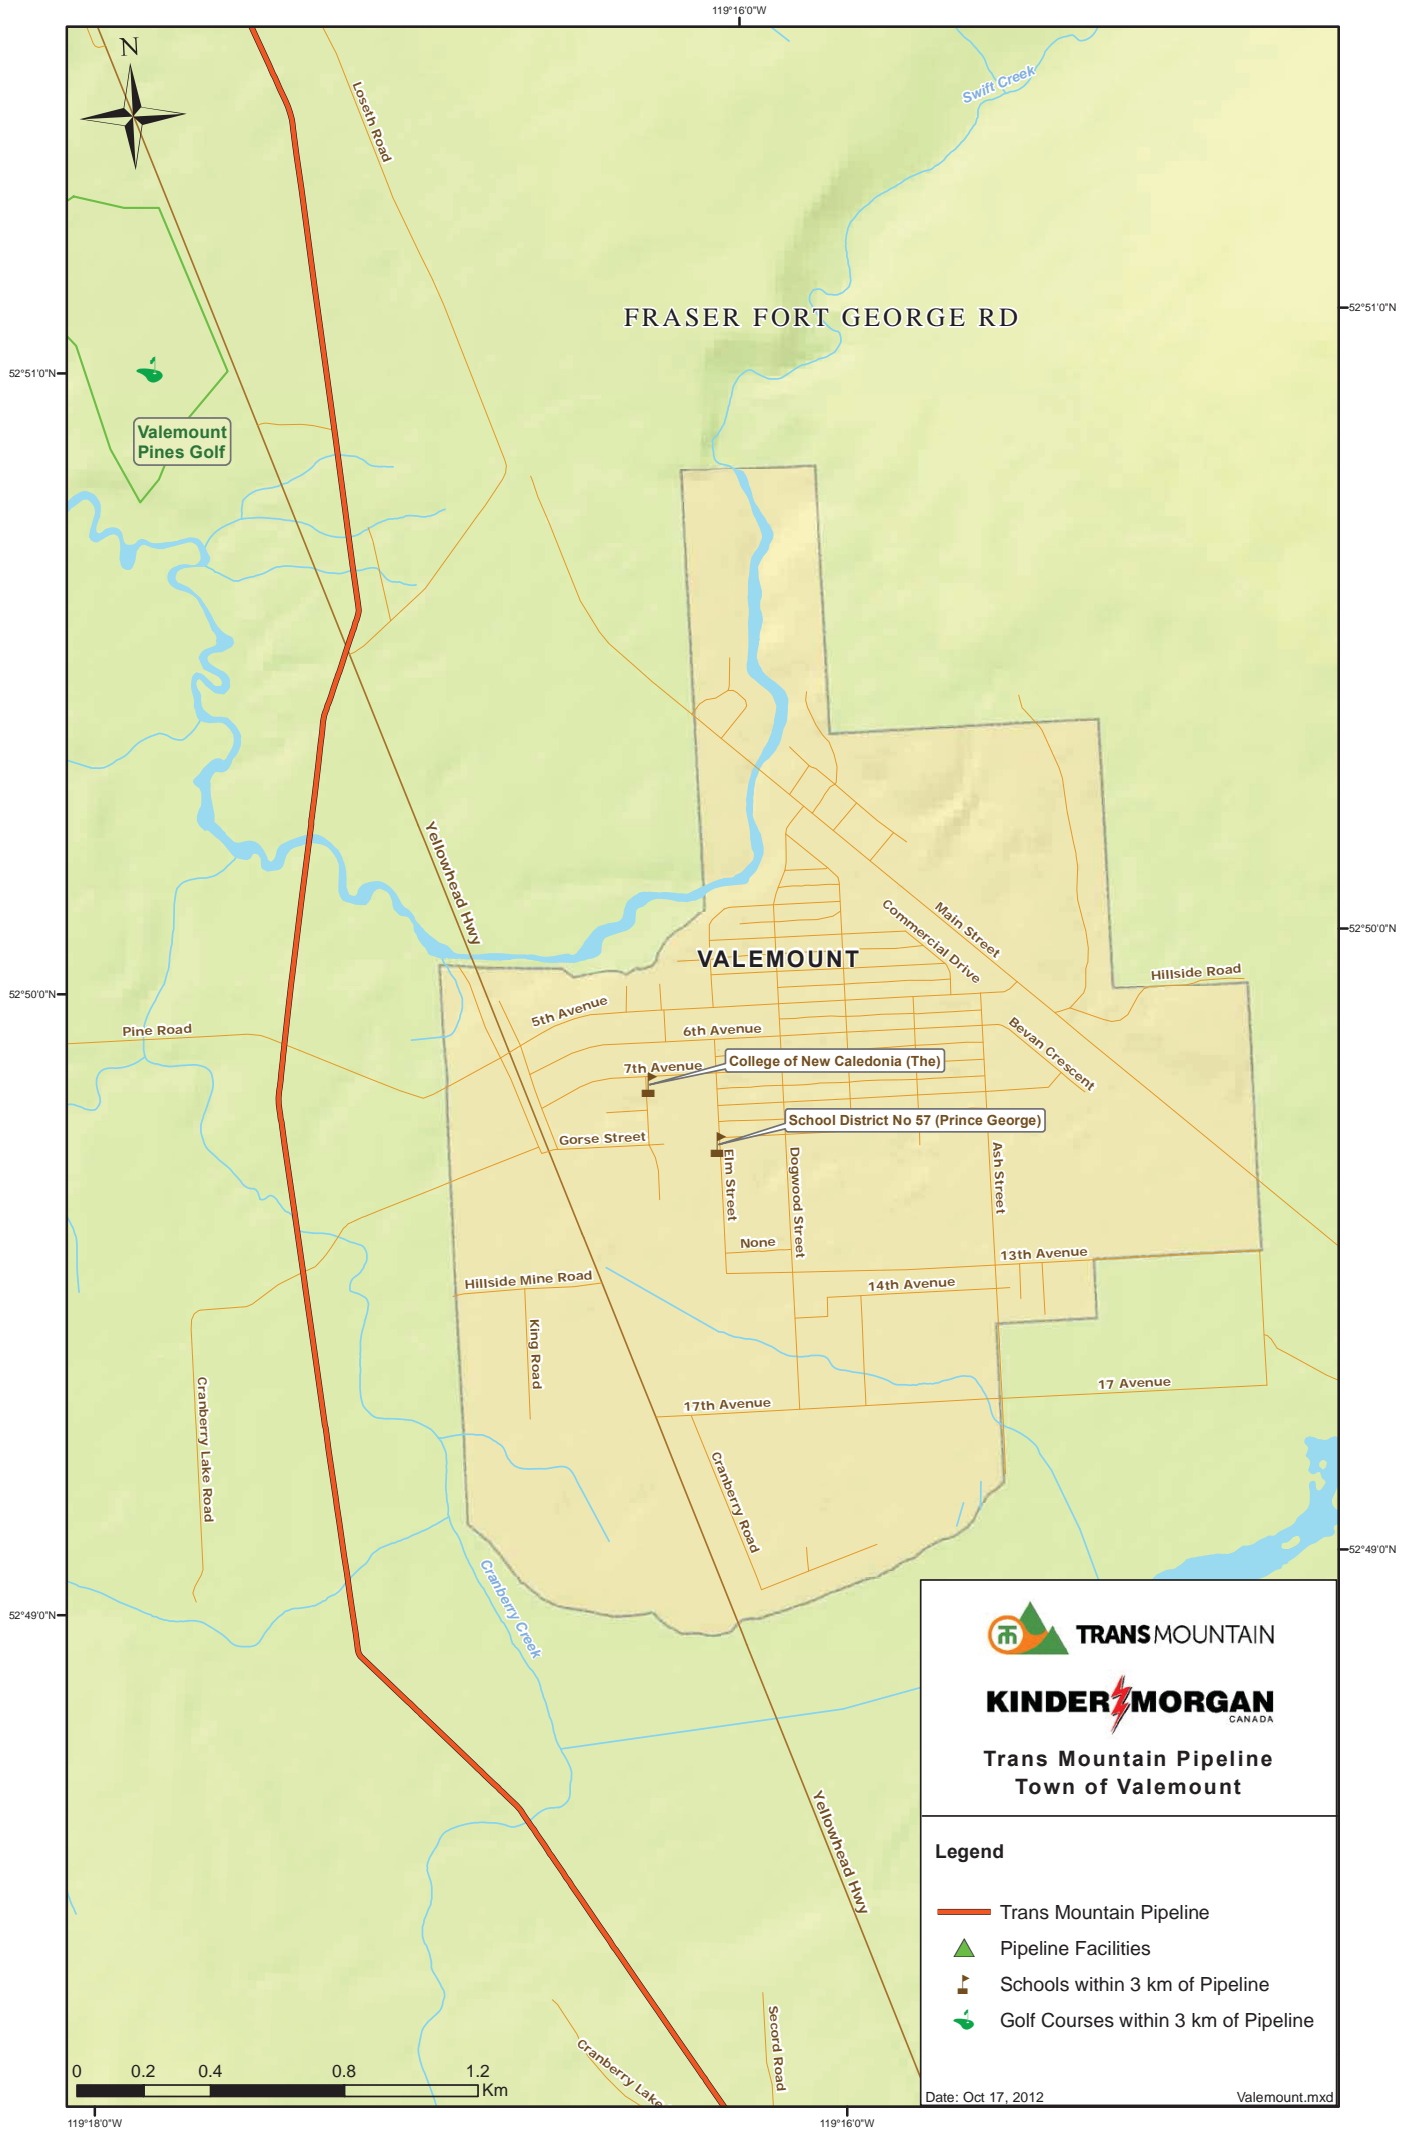 119°16'0"W
N
Loseth Road
Swift Creek
FRASER FORT GEORGE RD
52°51'0"N
52°51'0"N
Valemount
Pines Golf
Yellowhead Hwy
Main Street
Commercial Drive
52°50'0"N
VALEMOUNT
Hillside Road
52°50'0"N
5th Avenue
Pine Road
6th Avenue
Bevan Crescent
College of New Caledonia (The)
7th Avenue
School District No 57 (Prince George)
Gorse Street
Elm Street
Dogwood Street
Ash Street
None
13th Avenue
Hillside Mine Road
14th Avenue
King Road
Cranberry Lake Road
17 Avenue
17th Avenue
Cranberry Road
52°49'0"N
Cranberry Creek
52°49'0"N
TRANSMOUNTAIN
KINDER MORGAN
CANADA
Trans Mountain Pipeline
Town of Valemount
Yellowhead Hwy
Legend
Trans Mountain Pipeline
Pipeline Facilities
Schools within 3 km of Pipeline
Golf Courses within 3 km of Pipeline
Secord Road
Cranberry Lake
0 0.2 0.4 0.8 1.2
Km
Date: Oct 17, 2012
Valemount.mxd
119°18'0"W
119°16'0"W